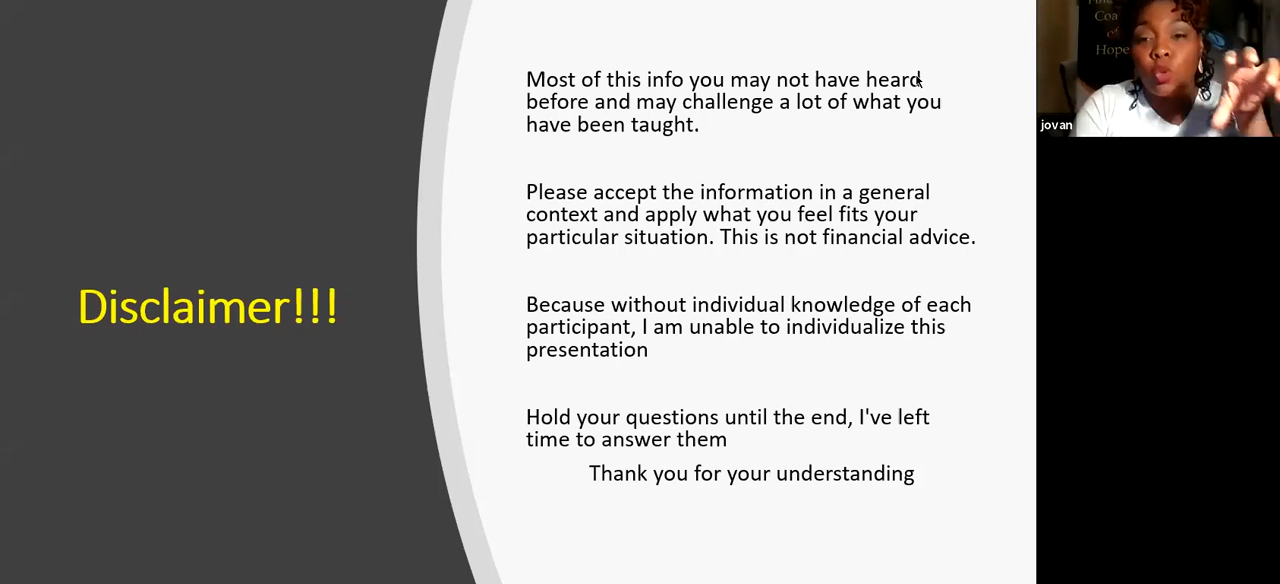 Disclaimer!!!
Most of this info you may not have heard
before and may challenge a lot of what you
have been taught.
Please accept the information in a general
context and apply what you feel fits your
particular situation. This is not financial advice.
Because without individual knowledge of each
participant, I am unable to individualize this
presentation
Hold your questions until the end, I've left
time to answer them
Thank you for your understanding
Coa
of
Hope
jovan